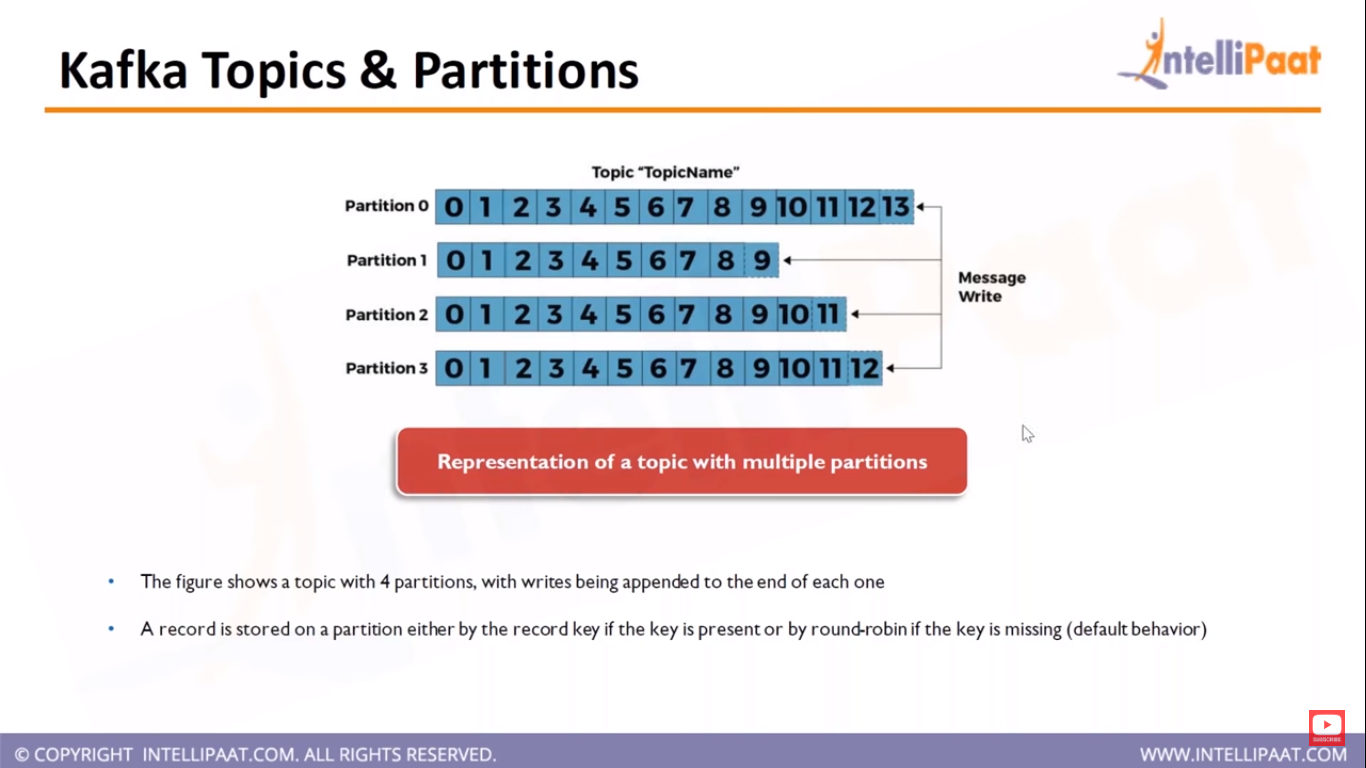 Kafka Topics & Partitions
IntelliPaat
Topic “TopicName”
Partition 0 0 1 2 3 4 5 6 7 8 9 10 11 12 13
Partition 1 0 1 2 3 4 5 6 7 8 9
Partition 2 0 1 2 3 4 5 6 7 8 9 10 11
Partition 3 0 1 2 3 4 5 6 7 8 9 10 11 12
Message
Write
Representation of a topic with multiple partitions
• The figure shows a topic with 4 partitions, with writes being appended to the end of each one
• A record is stored on a partition either by the record key if the key is present or by round-robin if the key is missing (default behavior)
SUBSCRIBE
© COPYRIGHT INTELLIPAAT.COM. ALL RIGHTS RESERVED.
WWW.INTELLIPAAT.COM